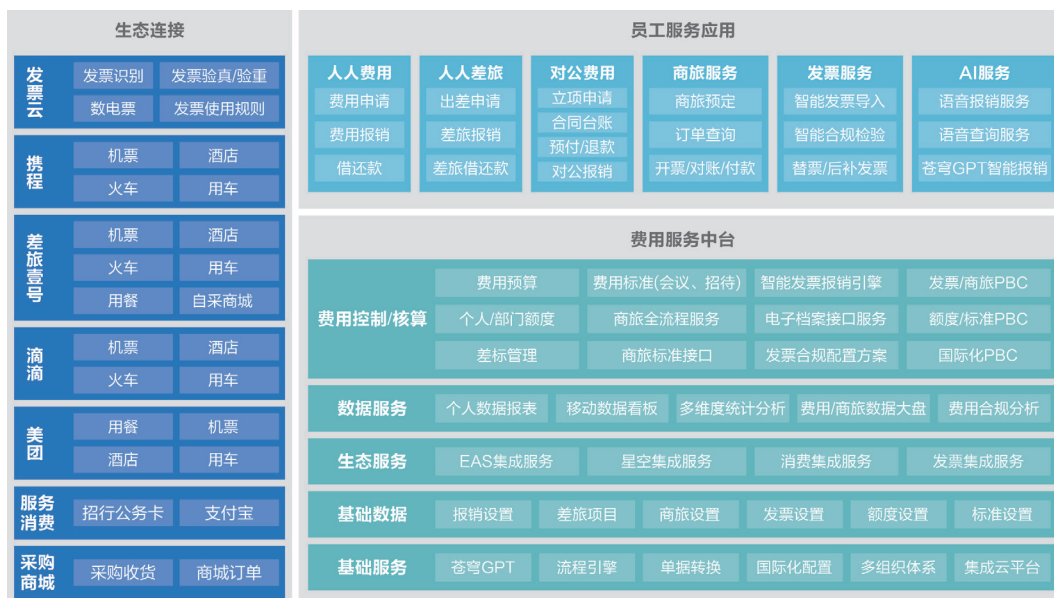 生态连接
发票云
发票识别 发票验真/验重
数电票 发票使用规则
携程
机票 酒店
火车 用车
差旅壹号
机票 酒店
火车 用车
用餐 自采商城
滴滴
机票 酒店
火车 用车
美团
用餐 机票
酒店 用车
服务消费
招行公务卡 支付宝
采购商城
采购收货 商城订单
员工服务应用
人人费用
费用申请
费用报销
借还款
人人差旅
出差申请
差旅报销
差旅借还款
对公费用
立项申请
合同台账
预付/退款
对公报销
商旅服务
商旅预定
订单查询
开票/对账/付款
发票服务
智能发票导入
智能合规检验
替票/后补发票
AI服务
语音报销服务
语音查询服务
苍穹GPT智能报销
费用服务中台
费用控制/核算
费用预算 费用标准(会议、招待) 智能发票报销引擎 发票/商旅PBC
个人/部门额度 商旅全流程服务 电子档案接口服务 额度/标准PBC
差标管理 商旅标准接口 发票合规配置方案 国际化PBC
数据服务 个人数据报表 移动数据看板 多维度统计分析 费用/商旅数据大盘 费用合规分析
生态服务 EAS集成服务 星空集成服务 消费集成服务 发票集成服务
基础数据 报销设置 差旅项目 商旅设置 发票设置 额度设置 标准设置
基础服务 苍穹GPT 流程引擎 单据转换 国际化配置 多组织体系 集成云平台